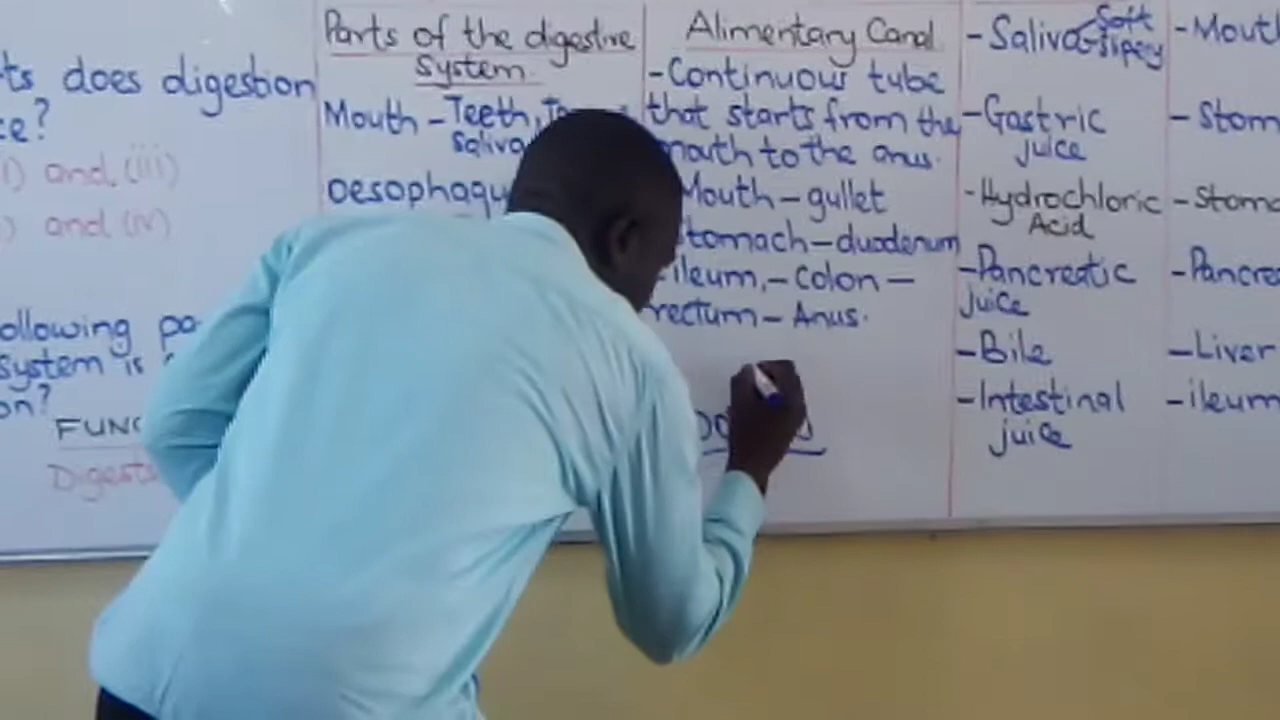 ts does digestion
ce?
i) and (iii)
) and (iv)
ollowing pa
system is
on?
FUNC
Digests
Parts of the digestive
System
Mouth - Teeth, To
Saliva
oesophagu
Alimentary Canal
- Continuous tube
that starts from the
mouth to the anus.
Mouth - gullet
Stomach - duodenum
ileum, - Colon -
rectum - Anus.
- Saliva Soft
Slipery
- Gastric
juice
- Hydrochloric
Acid
- Pancreatic
juice
- Bile
- Intestinal
juice
- Mouth
- Stom
- Stoma
- Pancre
- Liver
- ileum